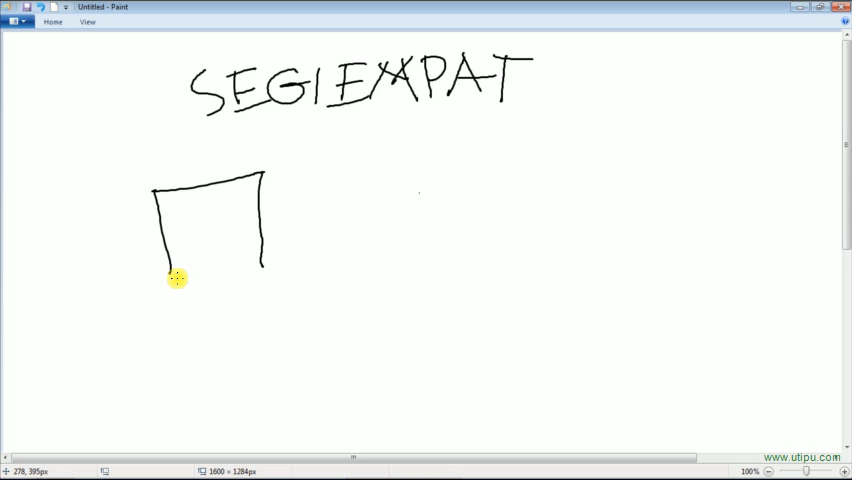 Untitled - Paint
Home View
SEGIEMPAT
www.utipu.com
278, 395px 1600 × 1284px 100%